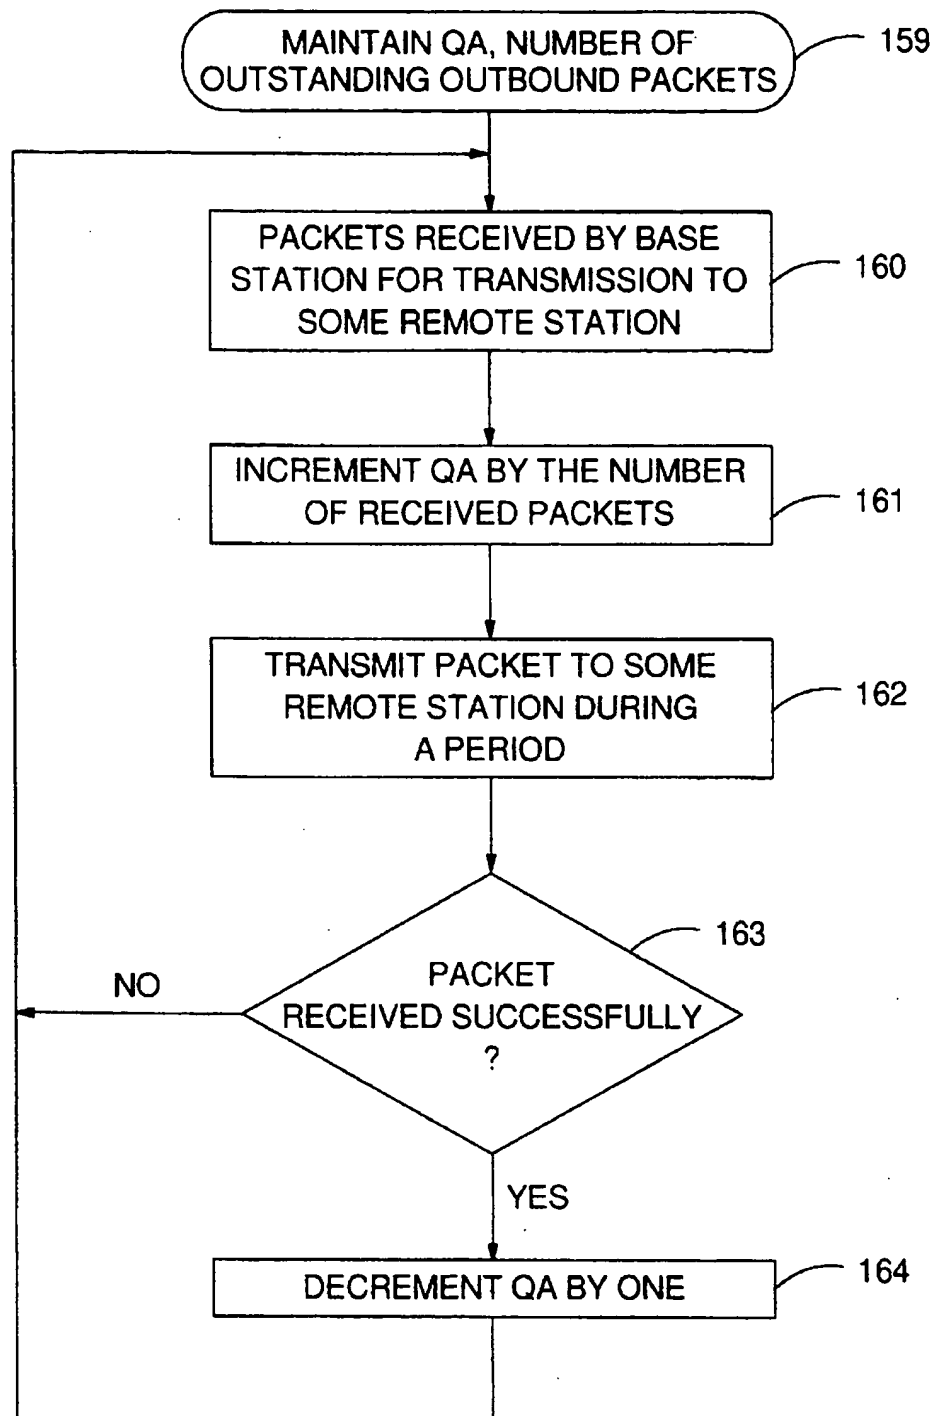 MAINTAIN QA, NUMBER OF
OUTSTANDING OUTBOUND PACKETS
159
PACKETS RECEIVED BY BASE
STATION FOR TRANSMISSION TO
SOME REMOTE STATION
160
INCREMENT QA BY THE NUMBER
OF RECEIVED PACKETS
161
TRANSMIT PACKET TO SOME
REMOTE STATION DURING
A PERIOD
162
163
PACKET
RECEIVED SUCCESSFULLY
?
NO
YES
DECREMENT QA BY ONE
164